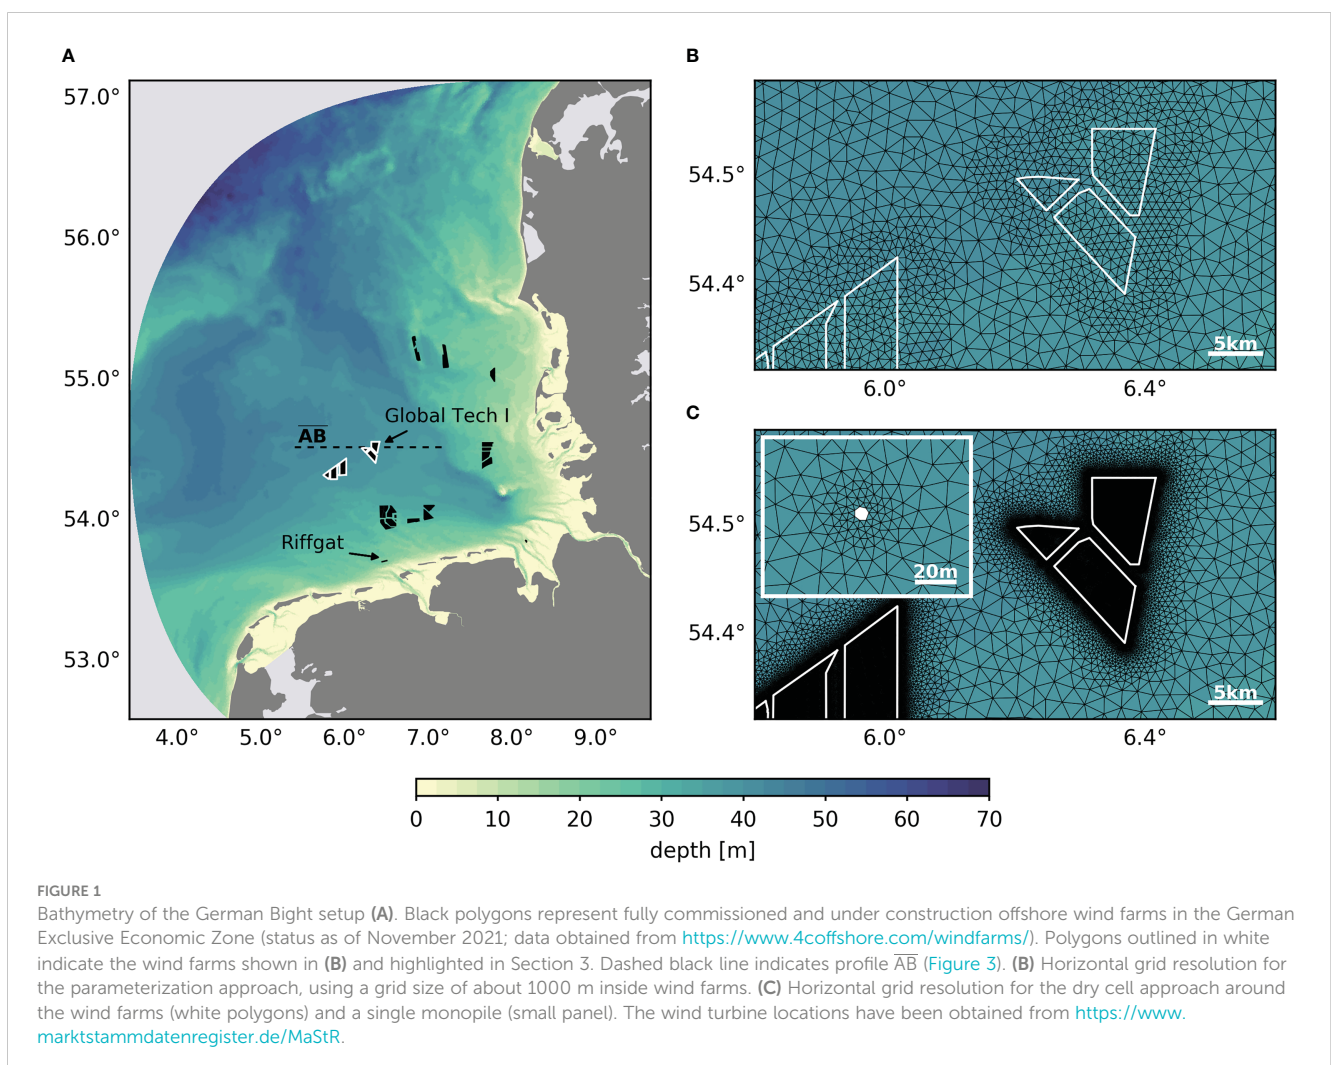 A
57.0°
56.0°
55.0°
54.0°
53.0°
4.0°
5.0°
6.0°
7.0°
8.0°
9.0°
AB
Global Tech I
Riffgat
B
54.5°
54.4°
6.0°
6.4°
5km
C
54.5°
54.4°
6.0°
6.4°
20m
5km
0
10
20
30
40
50
60
70
depth [m]
FIGURE 1
Bathymetry of the German Bight setup (A). Black polygons represent fully commissioned and under construction offshore wind farms in the German
Exclusive Economic Zone (status as of November 2021; data obtained from https://www.4coffshore.com/windfarms/). Polygons outlined in white
indicate the wind farms shown in (B) and highlighted in Section 3. Dashed black line indicates profile AB (Figure 3). (B) Horizontal grid resolution for
the parameterization approach, using a grid size of about 1000 m inside wind farms. (C) Horizontal grid resolution for the dry cell approach around
the wind farms (white polygons) and a single monopile (small panel). The wind turbine locations have been obtained from https://www.
marktstammdatenregister.de/MaStR.